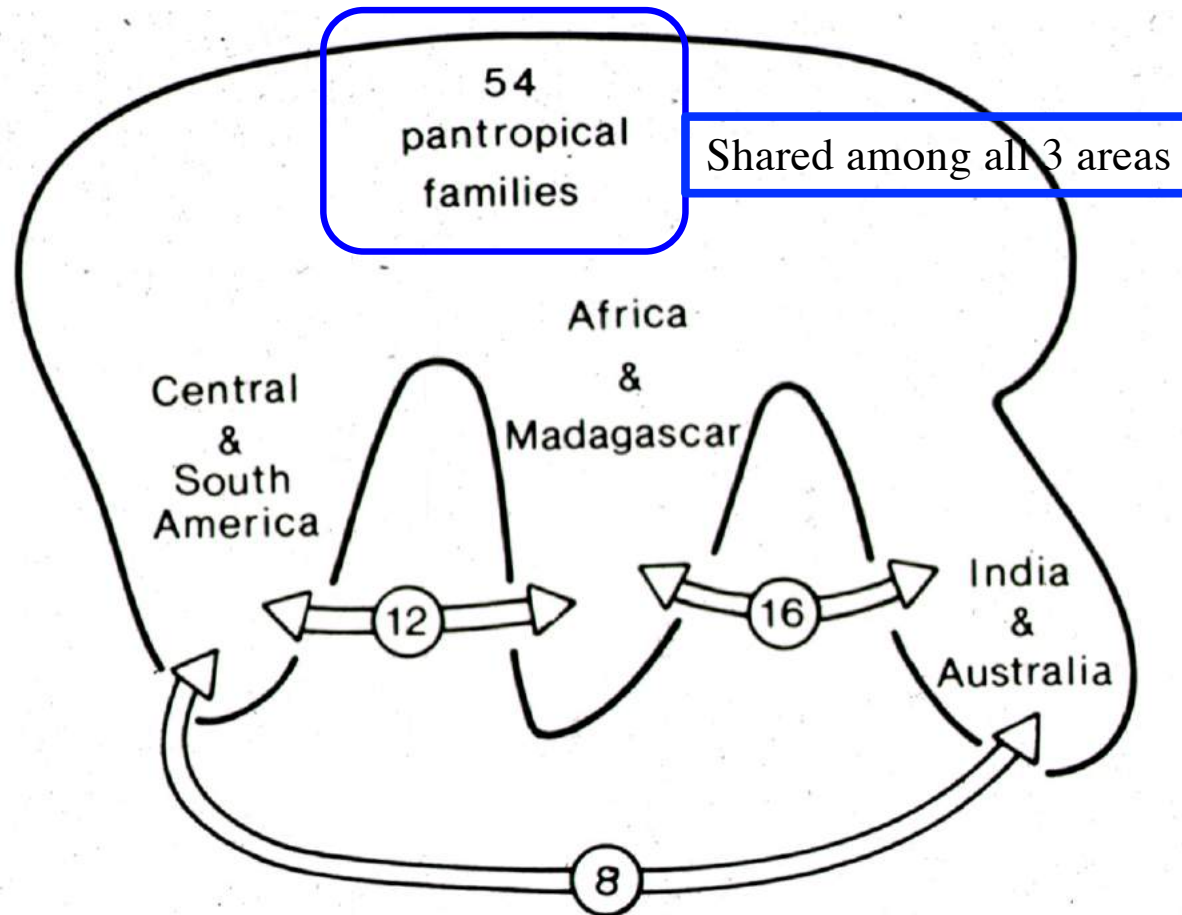 54
pantropical
families
Shared among all 3 areas
Africa
&
Madagascar
Central
&
South
America
12
16
India
&
Australia
8